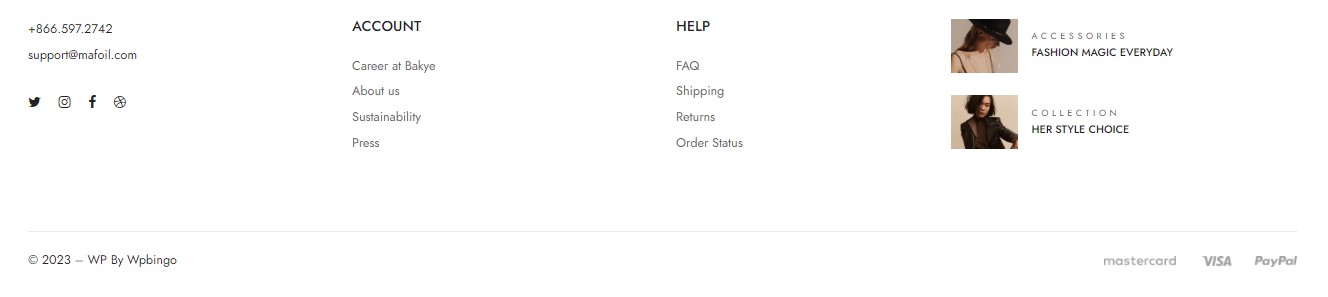 +866.597.2742
support@mafoil.com
ACCOUNT
Career at Bakye
About us
Sustainability
Press
HELP
FAQ
Shipping
Returns
Order Status
ACCESSORIES
FASHION MAGIC EVERYDAY
COLLECTION
HER STYLE CHOICE
© 2023 – WP By Wpbingo
mastercard VISA PayPal